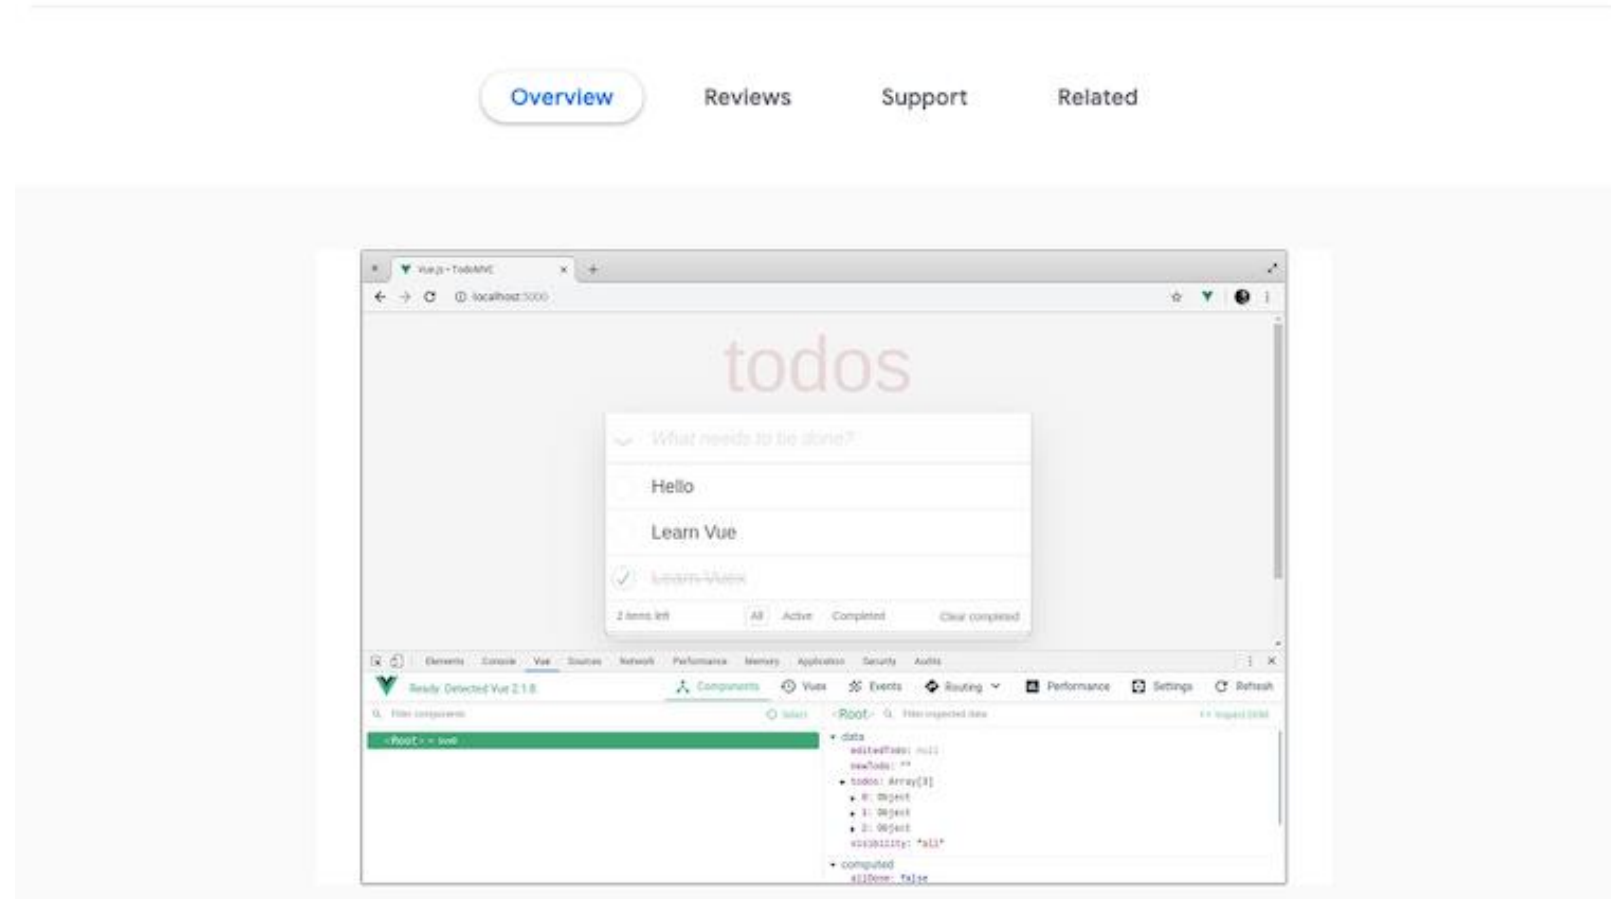 Overview Reviews Support Related
Vue.js • TodoMVC
localhost:5000
todos
What needs to be done?
Hello
Learn Vue
Learn Vuex
2 items left All Active Completed Clear completed
Elements Console Vue Sources Network Performance Memory Application Security Audits
Ready. Detected Vue 2.1.8. Components Vuex Events Routing Performance Settings Refresh
Filter components Select <Root> Filter inspected data
<Root> =
data
editedTodo: null
newTodo: ""
todos: Array[3]
0: Object
1: Object
2: Object
visibility: "all"
computed
allDone: false